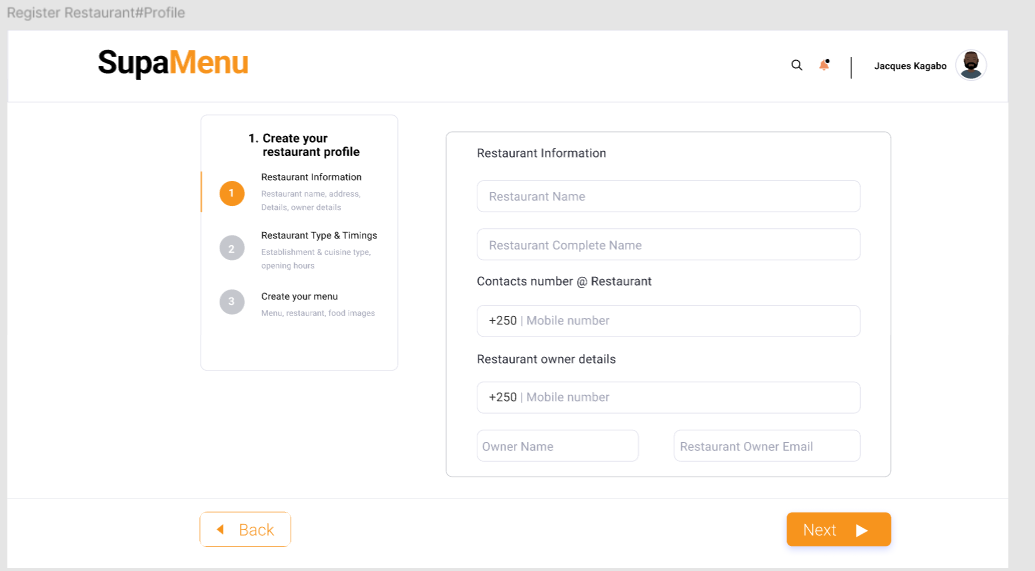 Register Restaurant#Profile
SupaMenu
Jacques Kagabo
1. Create your
restaurant profile
1
Restaurant Information
Restaurant name, address,
Details, owner details
2
Restaurant Type & Timings
Establishment & cuisine type,
opening hours
3
Create your menu
Menu, restaurant, food images
Restaurant Information
Restaurant Name
Restaurant Complete Name
Contacts number @ Restaurant
+250 | Mobile number
Restaurant owner details
+250 | Mobile number
Owner Name
Restaurant Owner Email
Back
Next